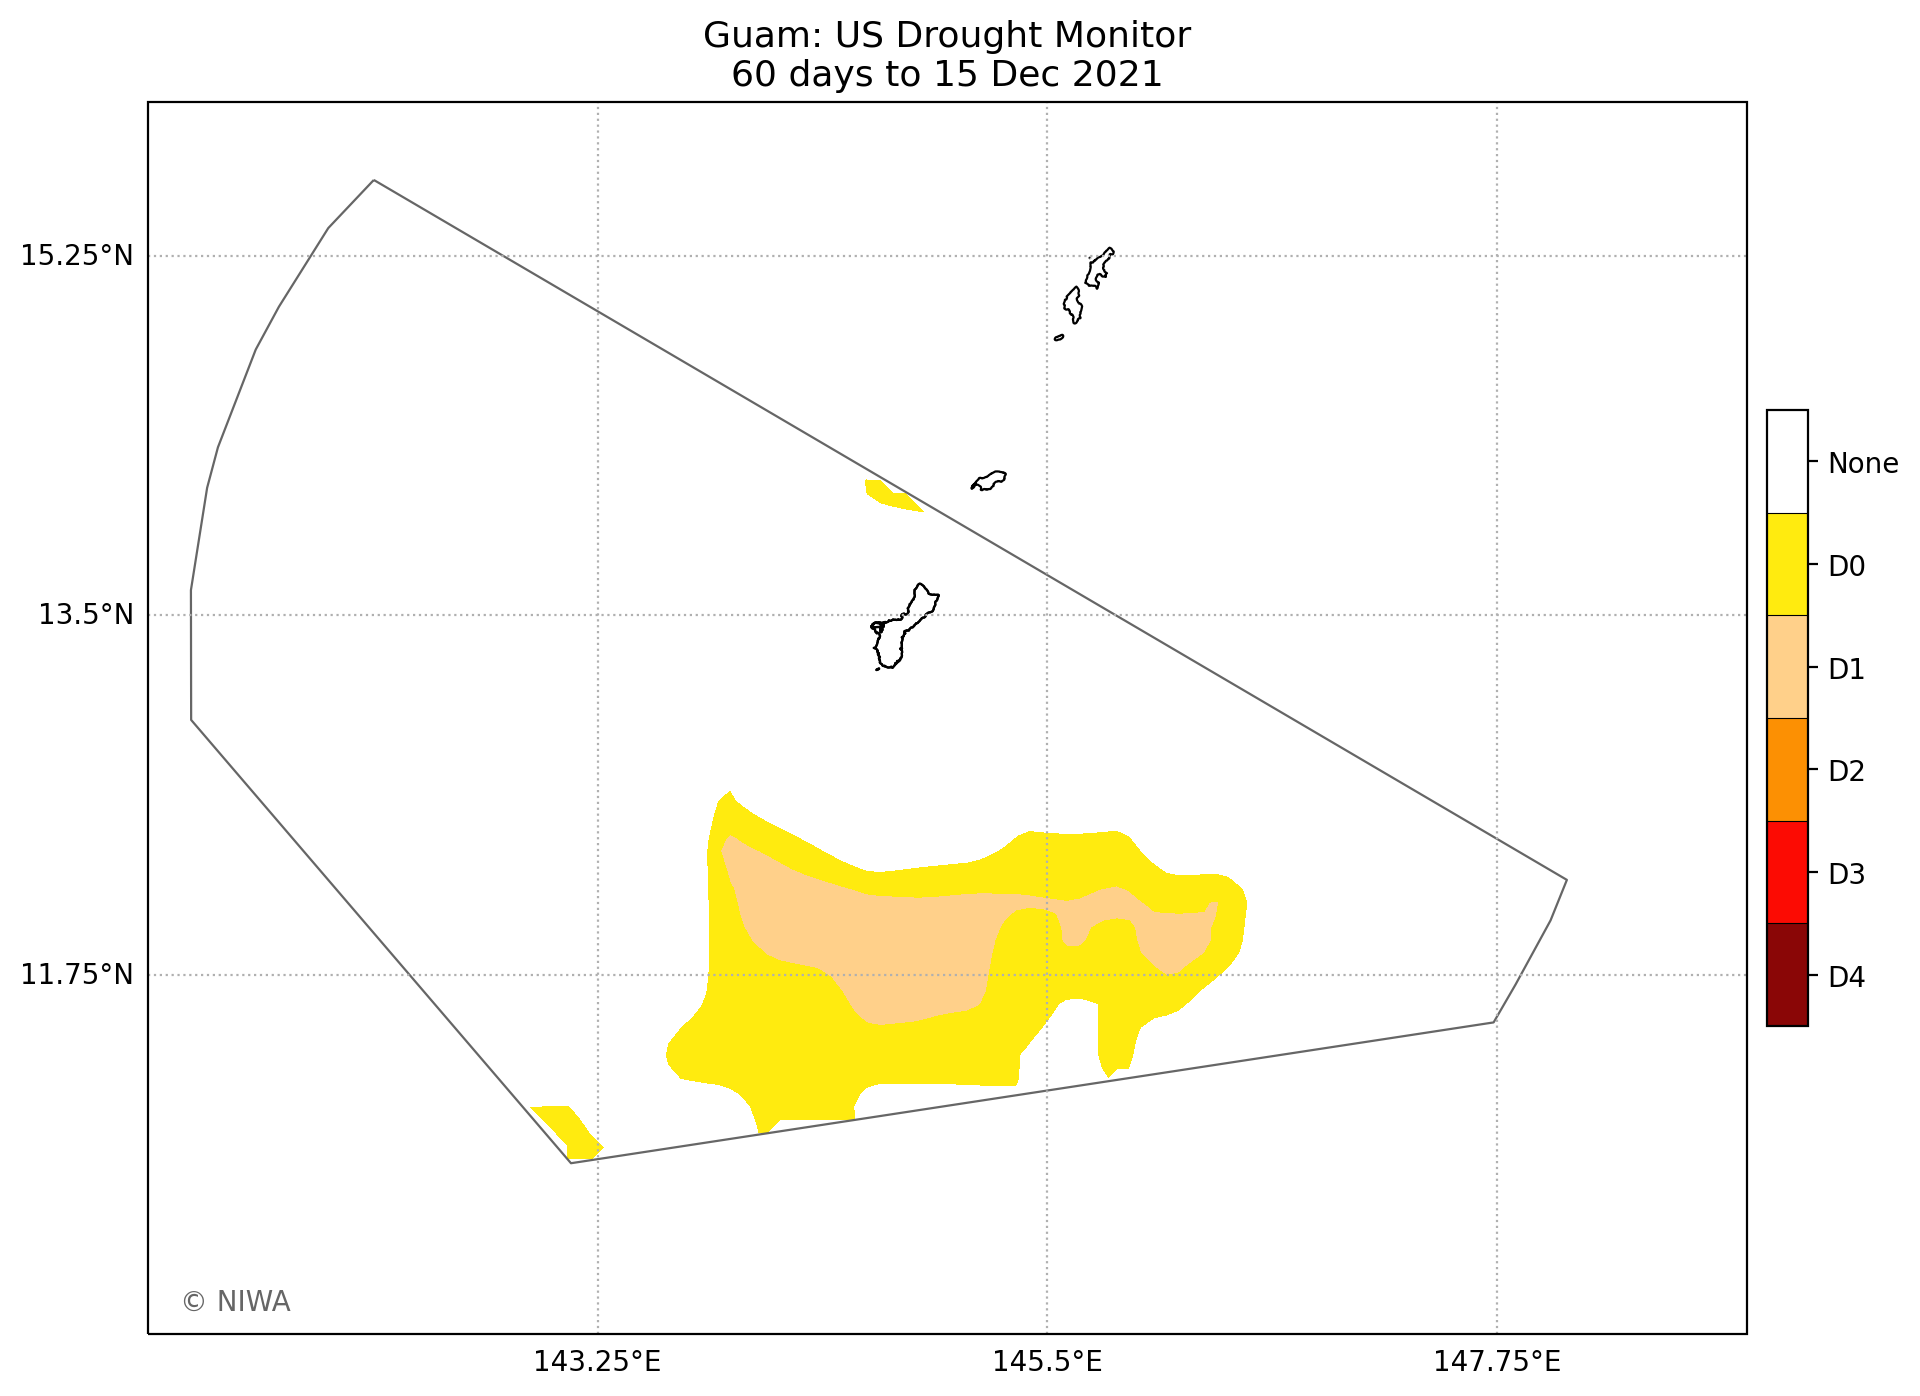 Guam: US Drought Monitor
60 days to 15 Dec 2021
15.25°N
13.5°N
11.75°N
143.25°E
145.5°E
147.75°E
None
D0
D1
D2
D3
D4
© NIWA